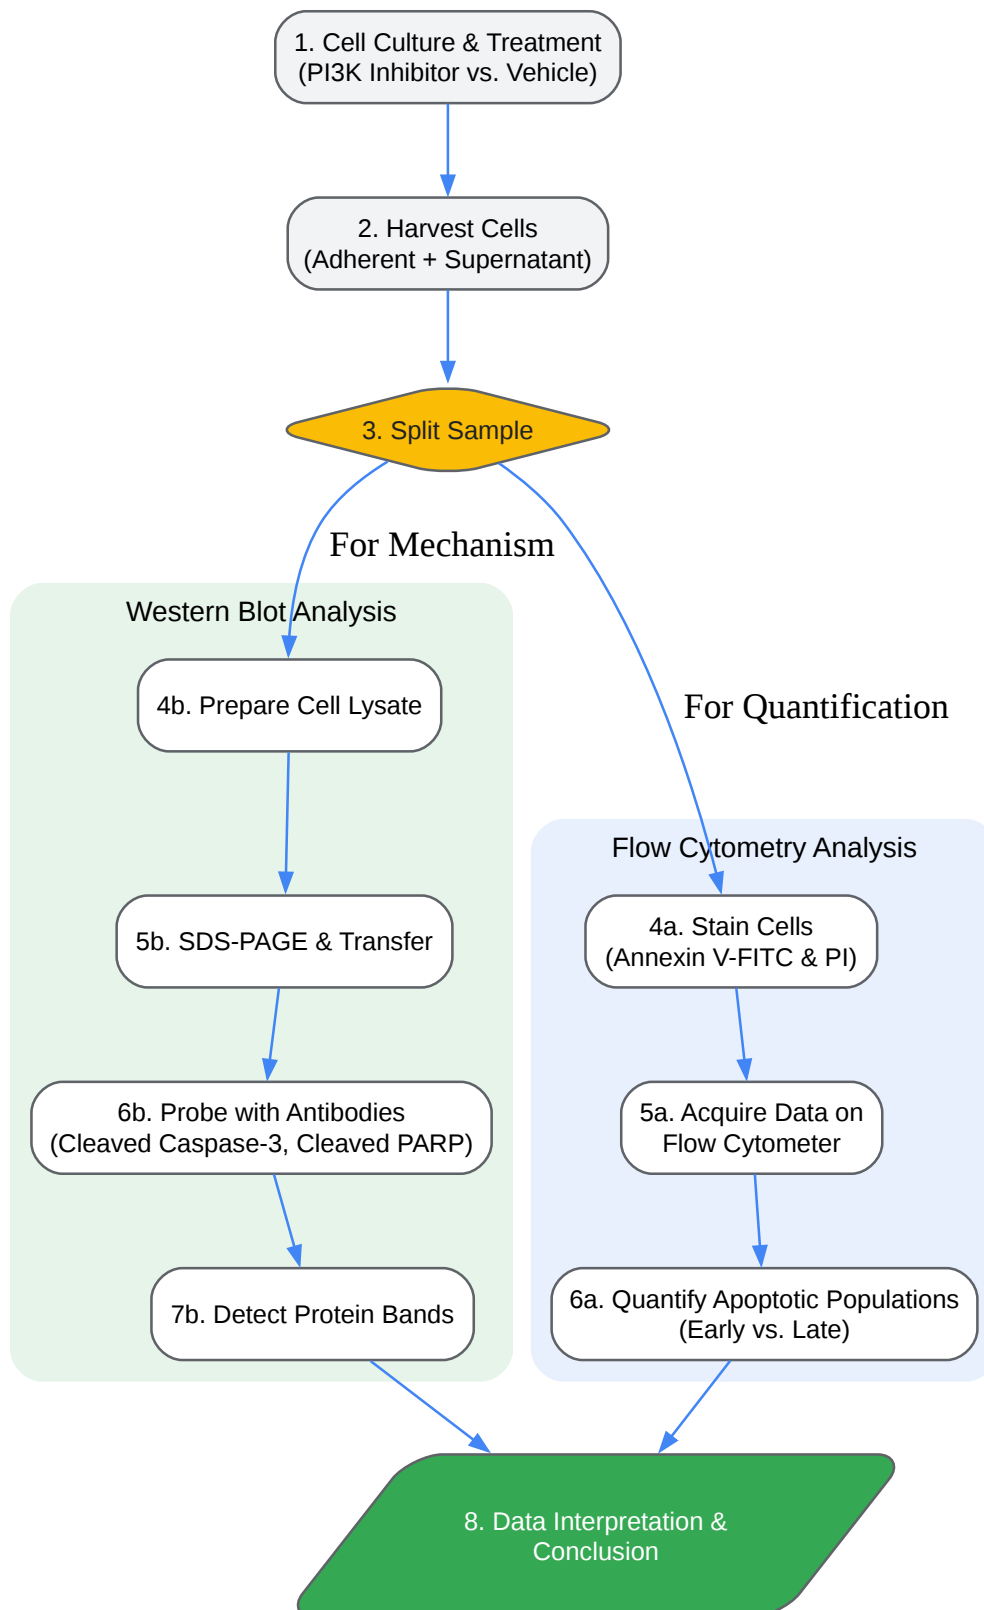 1. Cell Culture & Treatment
(PI3K Inhibitor vs. Vehicle)
2. Harvest Cells
(Adherent + Supernatant)
3. Split Sample
For Mechanism
Western Blot Analysis
4b. Prepare Cell Lysate
5b. SDS-PAGE & Transfer
6b. Probe with Antibodies
(Cleaved Caspase-3, Cleaved PARP)
7b. Detect Protein Bands
For Quantification
Flow Cytometry Analysis
4a. Stain Cells
(Annexin V-FITC & PI)
5a. Acquire Data on
Flow Cytometer
6a. Quantify Apoptotic Populations
(Early vs. Late)
8. Data Interpretation &
Conclusion